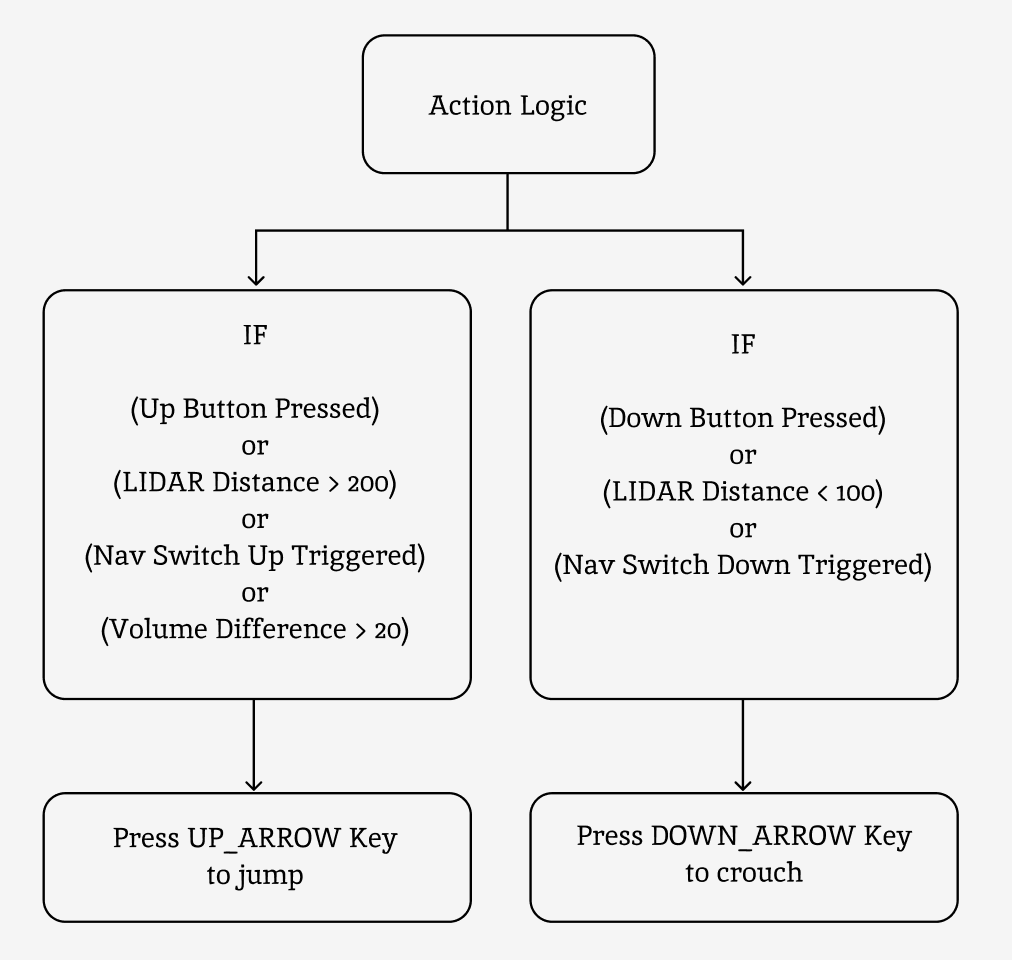 Action Logic
IF
(Up Button Pressed)
or
(LIDAR Distance > 200)
or
(Nav Switch Up Triggered)
or
(Volume Difference > 20)
IF
(Down Button Pressed)
or
(LIDAR Distance < 100)
or
(Nav Switch Down Triggered)
Press UP_ARROW Key
to jump
Press DOWN_ARROW Key
to crouch